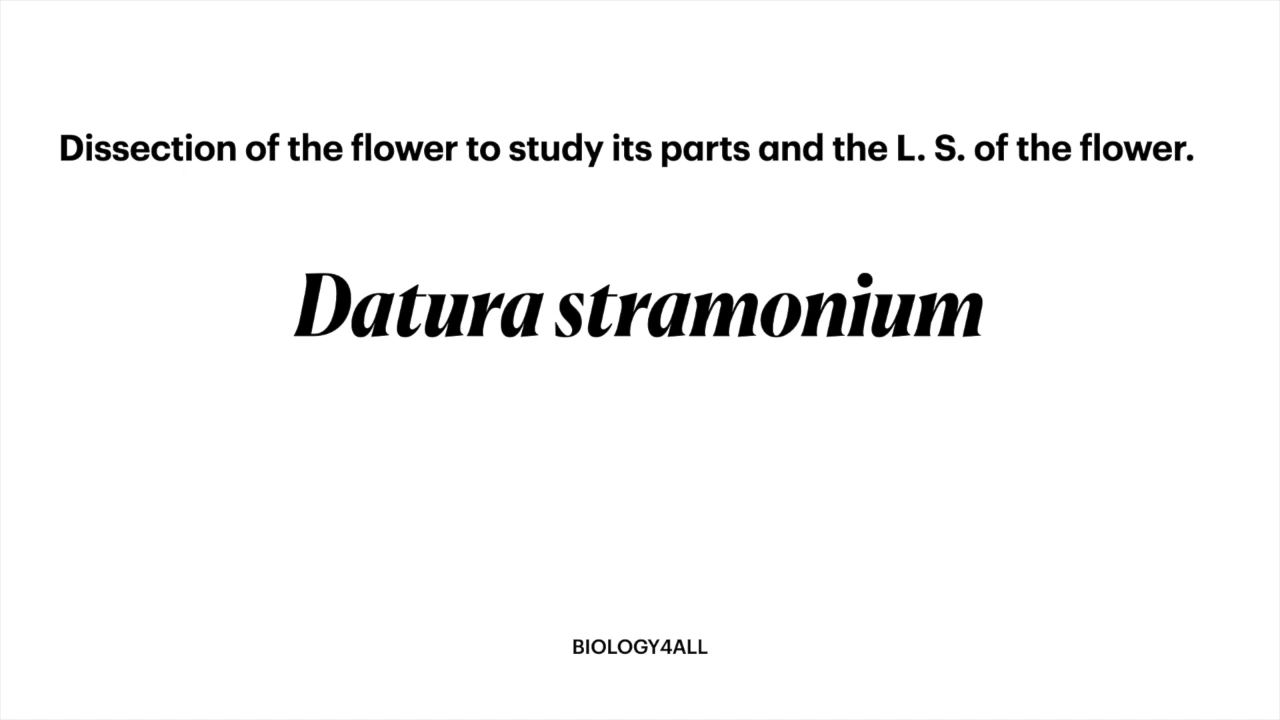 Dissection of the flower to study its parts and the L. S. of the flower.
Datura stramonium
BIOLOGY4ALL